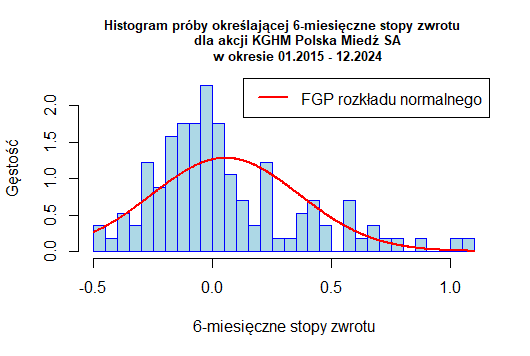 Histogram próby określającej 6-miesięczne stopy zwrotu
dla akcji KGHM Polska Miedź SA
w okresie 01.2015 - 12.2024
FGP rozkładu normalnego
Gęstość
2.0
1.5
1.0
0.5
0.0
-0.5
0.0
0.5
1.0
6-miesięczne stopy zwrotu